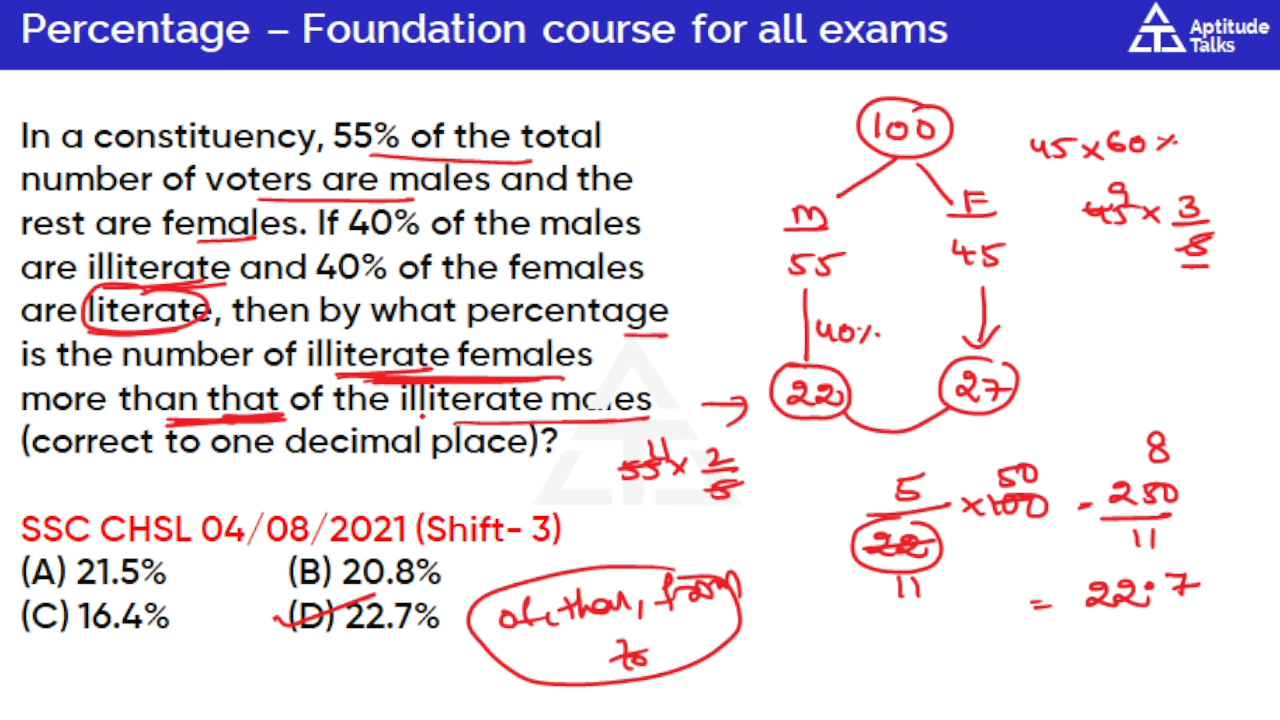 Percentage – Foundation course for all exams
Aptitude
Talks
In a constituency, 55% of the total
number of voters are males and the
rest are females. If 40% of the males
are illiterate and 40% of the females
are literate, then by what percentage
is the number of illiterate females
more than that of the illiterate males
(correct to one decimal place)?
SSC CHSL 04/08/2021 (Shift- 3)
(A) 21.5% (B) 20.8%
(C) 16.4% (D) 22.7%
100
M F
55 45
40%
22 27
45 × 60%
9
45 × 3
5
11
55 × 2
5
5 × 100 50
22
11
= 250
11
8
= 22.7
of, than, from
to